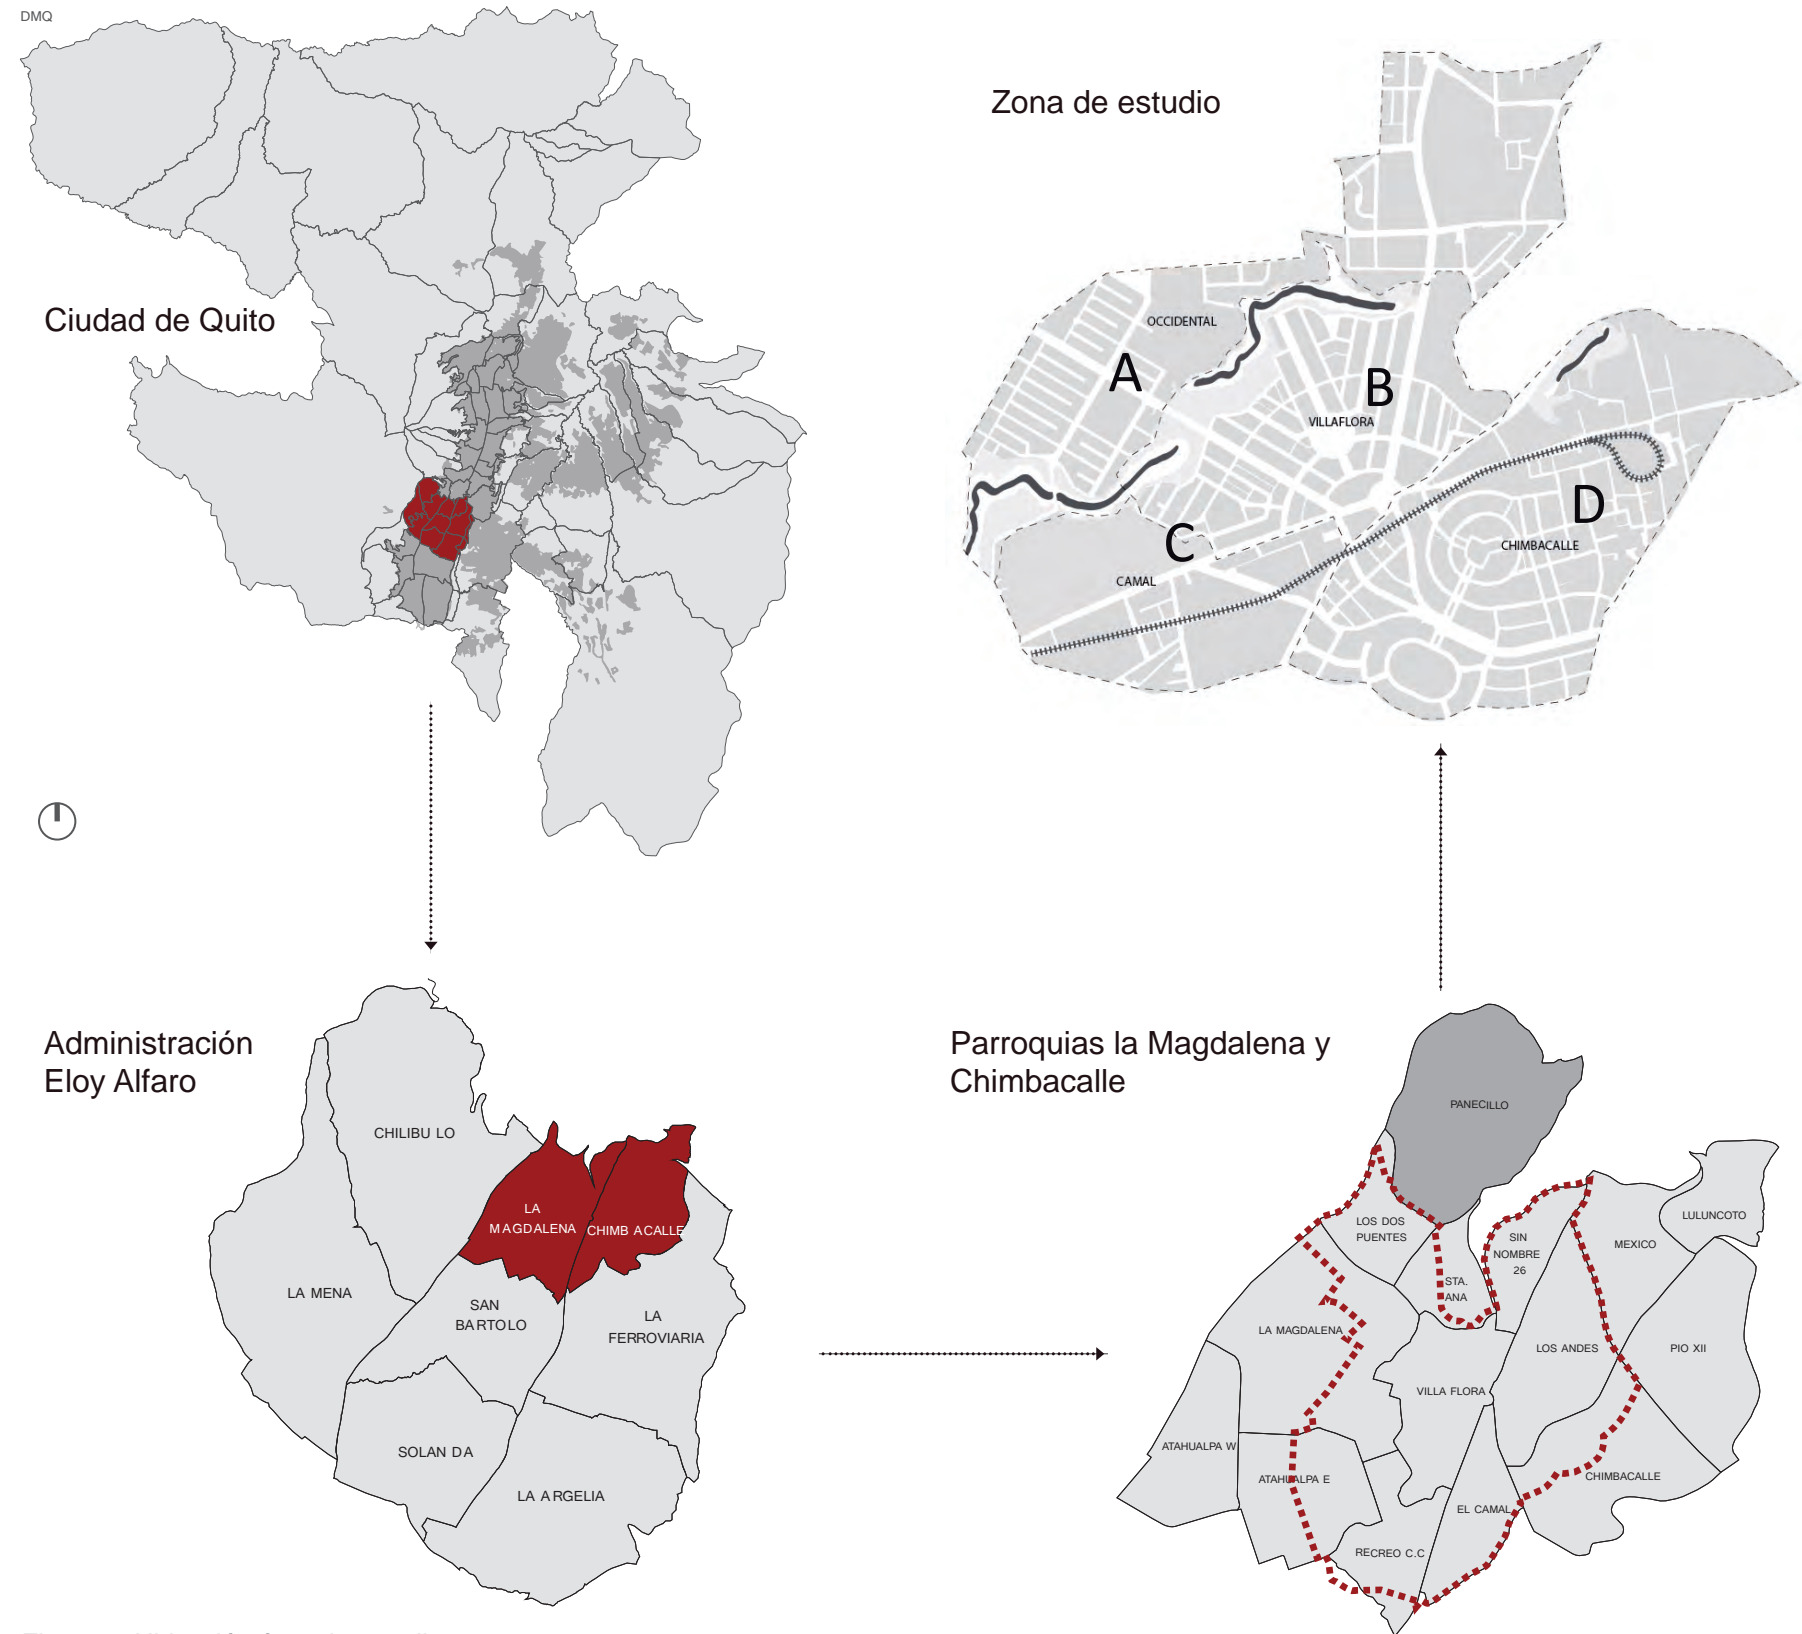 DMQ
Ciudad de Quito
Zona de estudio
OCCIDENTAL
A
B
VILLAFLORA
C
CAMAL
D
CHIMBACALLE
Administración
Eloy Alfaro
CHILIBU LO
LA
MAGDALENA
CHIMB ACALLE
LA MENA
SAN
BARTOLO
LA
FERROVIARIA
SOLAN DA
LA ARGELIA
Parroquias la Magdalena y
Chimbacalle
PANECILLO
LOS DOS
PUENTES
SIN
NOMBRE
26
MEXICO
LULUNCOTO
STA.
ANA
LA MAGDALENA
LOS ANDES
PIO XII
VILLA FLORA
ATAHUALPA W
ATAHUALPA E
CHIMBACALLE
EL CAMAL
RECREO C.C